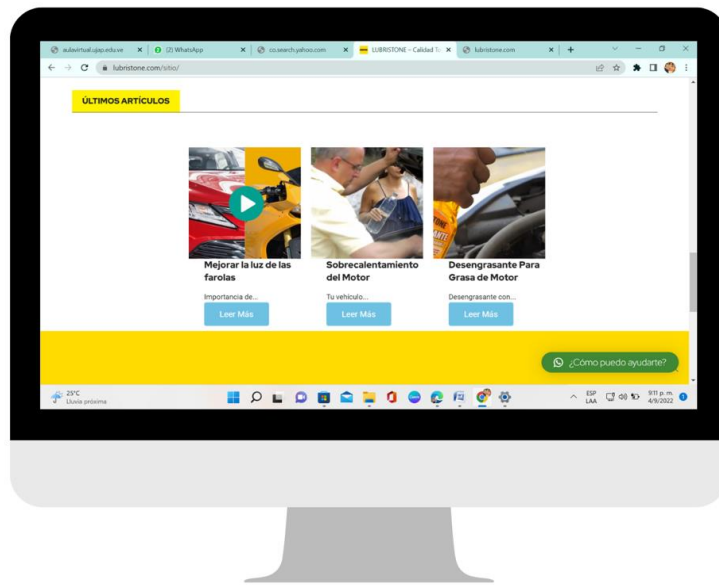 aulavirtual.ujap.edu.ve
(2) WhatsApp
co.search.yahoo.com
LUBRISTONE – Calidad To
lubristone.com
lubristone.com/sitio/
ÚLTIMOS ARTÍCULOS
Mejorar la luz de las
farolas
Importancia de...
Leer Más
Sobrecalentamiento
del Motor
Tu vehículo...
Leer Más
Desengrasante Para
Grasa de Motor
Desengrasante con...
Leer Más
¿Cómo puedo ayudarte?
25°C
Lluvia próxima
ESP
LAA
9:11 p. m.
4/9/2022